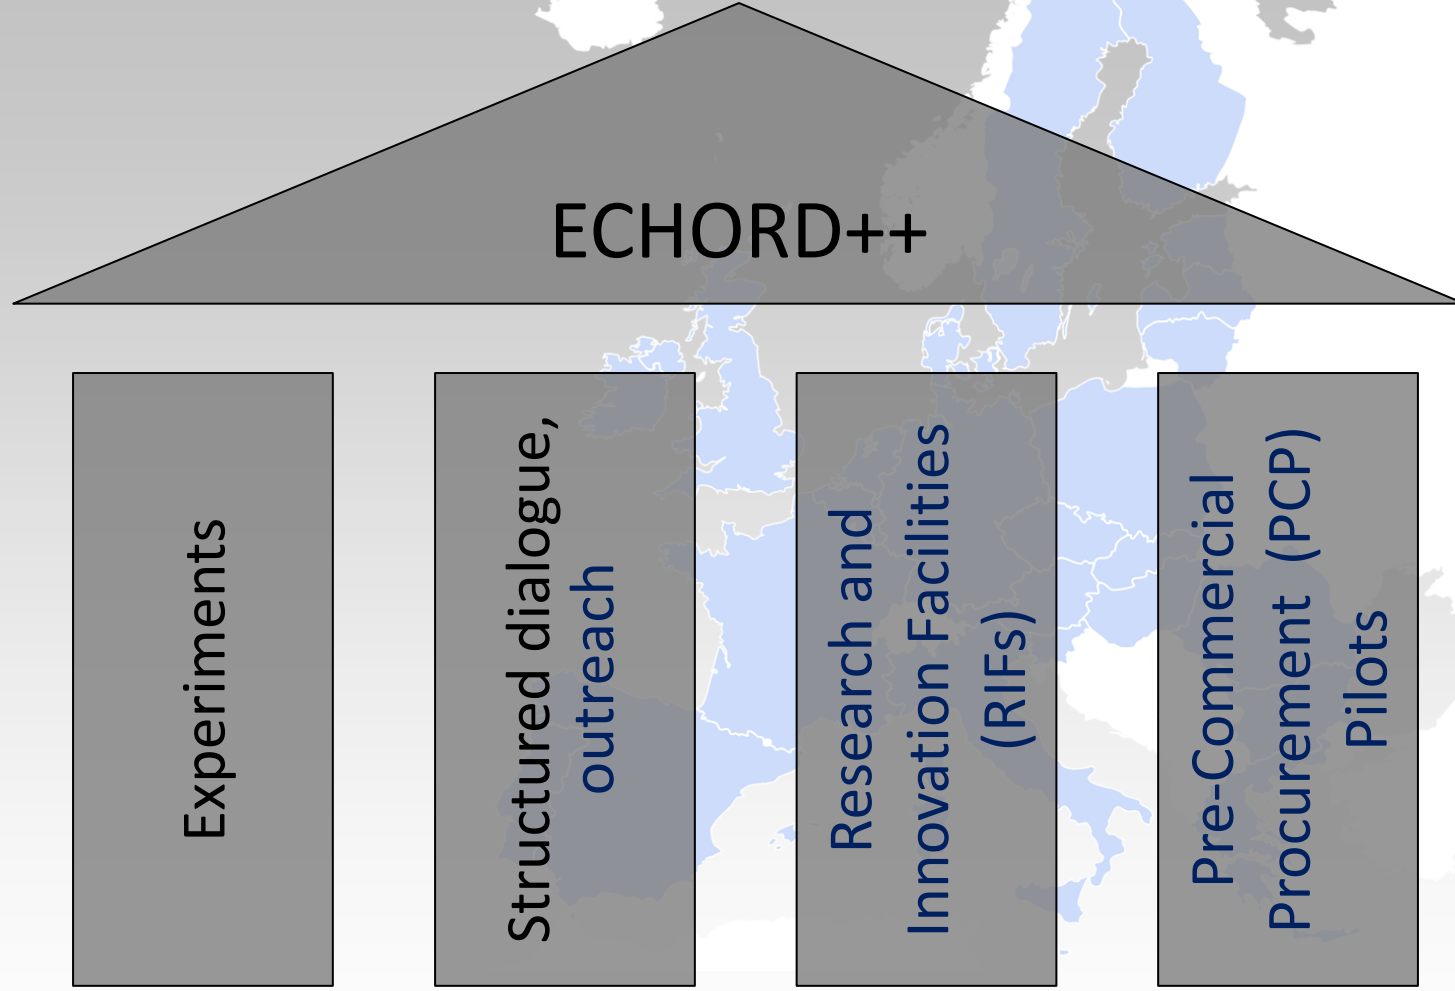 ECHORD++
Experiments
Structured dialogue,
outreach
Research and
Innovation Facilities
(RIFs)
Pre-Commercial
Procurement (PCP)
Pilots